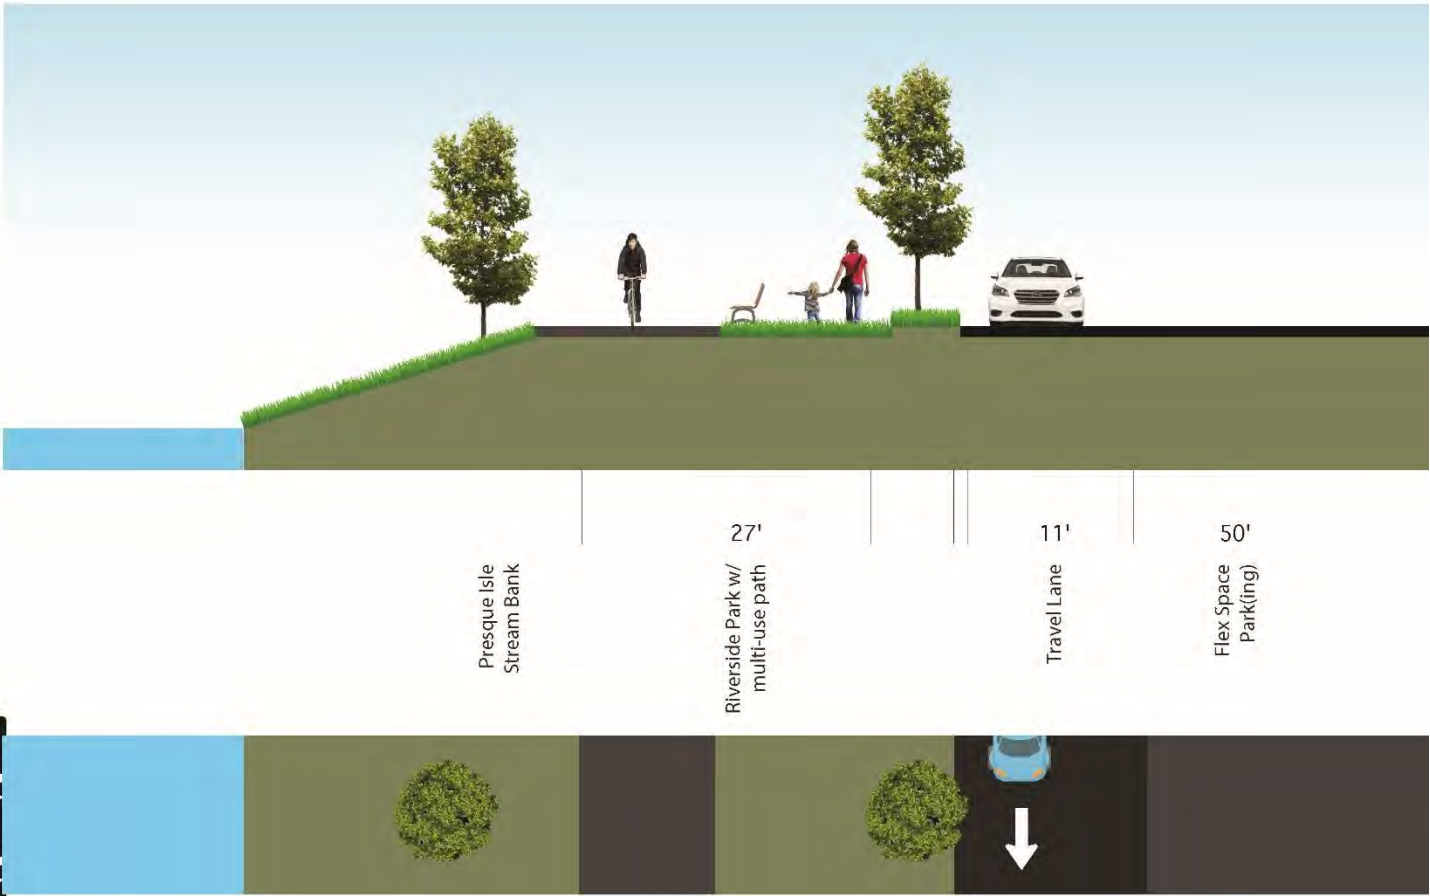 27'
11'
50'
Presque Isle
Stream Bank
Riverside Park w/
multi-use path
Travel Lane
Flex Space
Park(ing)